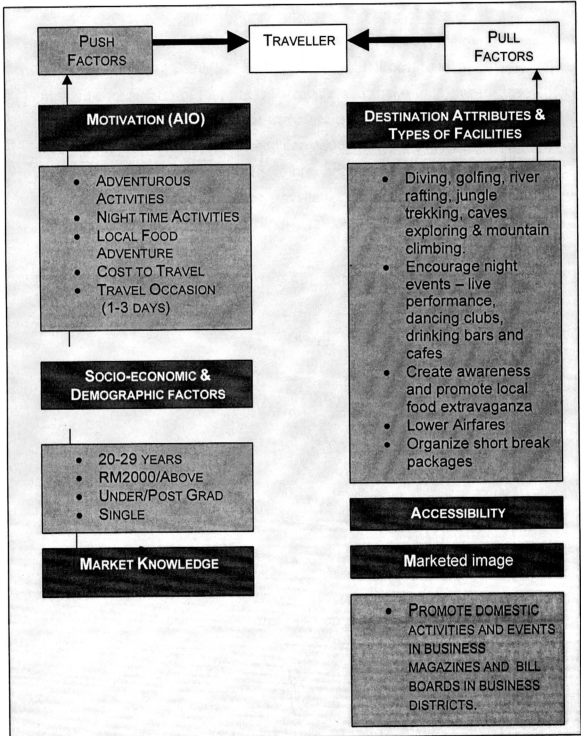 PUSH
FACTORS
TRAVELLER
PULL
FACTORS
MOTIVATION (AIO)
• ADVENTUROUS
ACTIVITIES
• NIGHT TIME ACTIVITIES
• LOCAL FOOD
ADVENTURE
• COST TO TRAVEL
• TRAVEL OCCASION
(1-3 DAYS)
SOCIO-ECONOMIC &
DEMOGRAPHIC FACTORS
• 20-29 YEARS
• RM2000/ABOVE
• UNDER/POST GRAD
• SINGLE
MARKET KNOWLEDGE
DESTINATION ATTRIBUTES &
TYPES OF FACILITIES
• Diving, golfing, river
rafting, jungle
trekking, caves
exploring & mountain
climbing.
• Encourage night
events – live
performance,
dancing clubs,
drinking bars and
cafes
• Create awareness
and promote local
food extravaganza
• Lower Airfares
• Organize short break
packages
ACCESSIBILITY
Marketed image
• PROMOTE DOMESTIC
ACTIVITIES AND EVENTS
IN BUSINESS
MAGAZINES AND BILL
BOARDS IN BUSINESS
DISTRICTS.